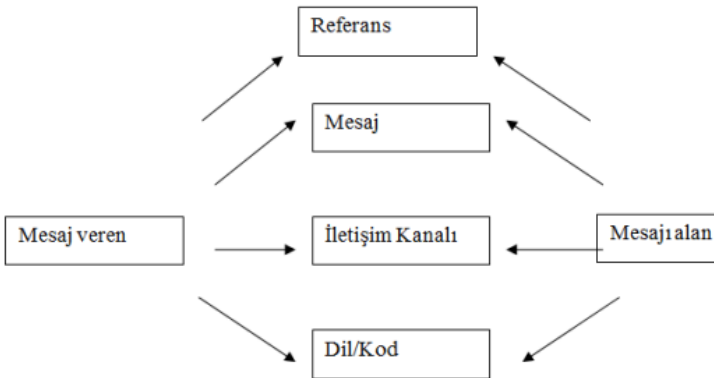 Referans
Mesaj
Mesaj veren
İletişim Kanalı
Mesajı alan
Dil/Kod